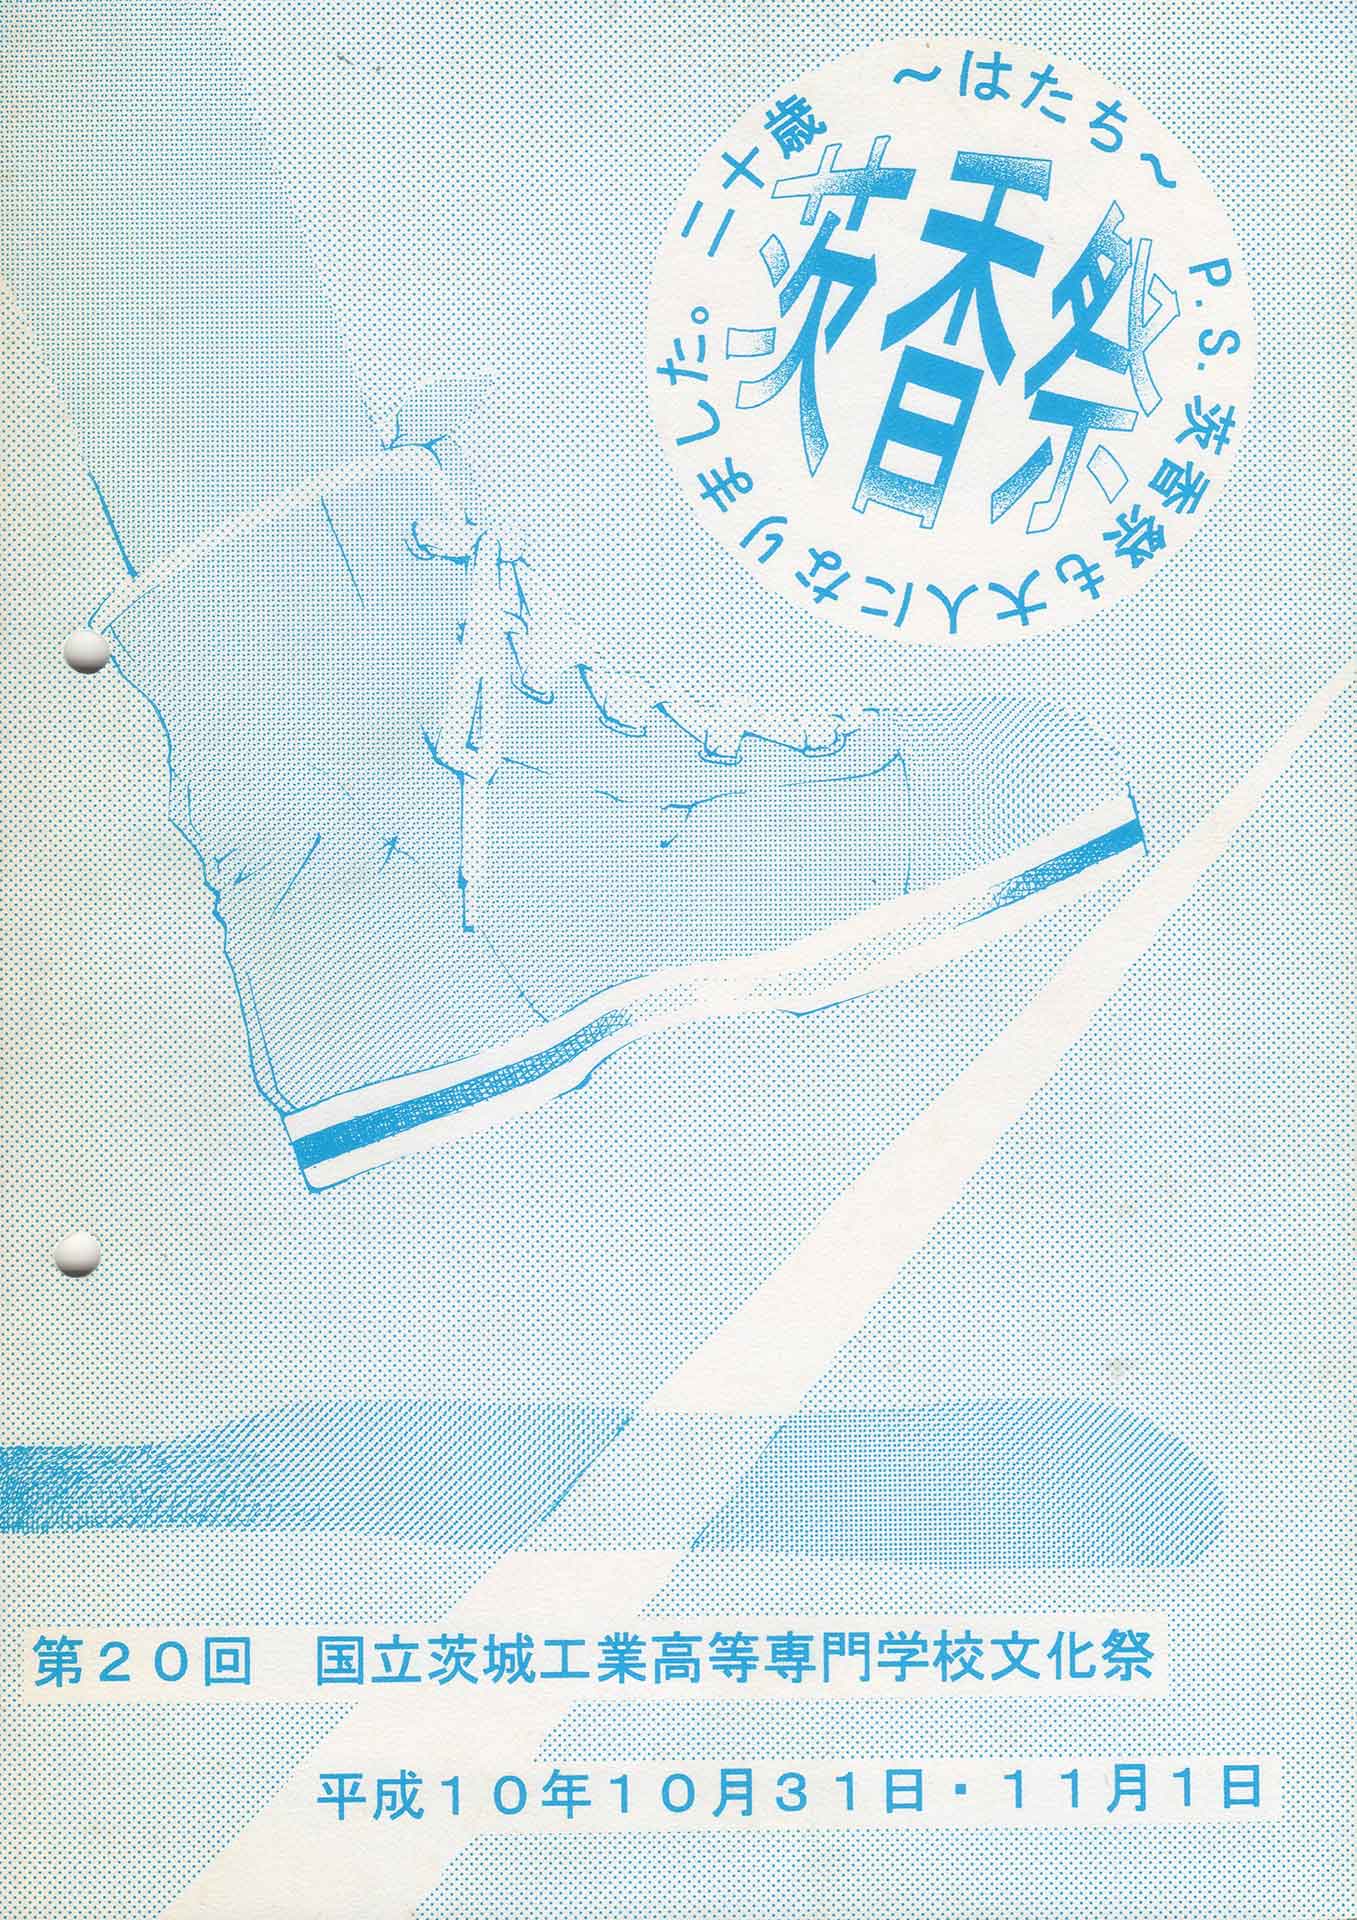 二十歳　～はたち～
P.S.茨香祭も大人になりました。
茨香祭
第２０回　国立茨城工業高等専門学校文化祭
平成１０年１０月３１日・１１月１日